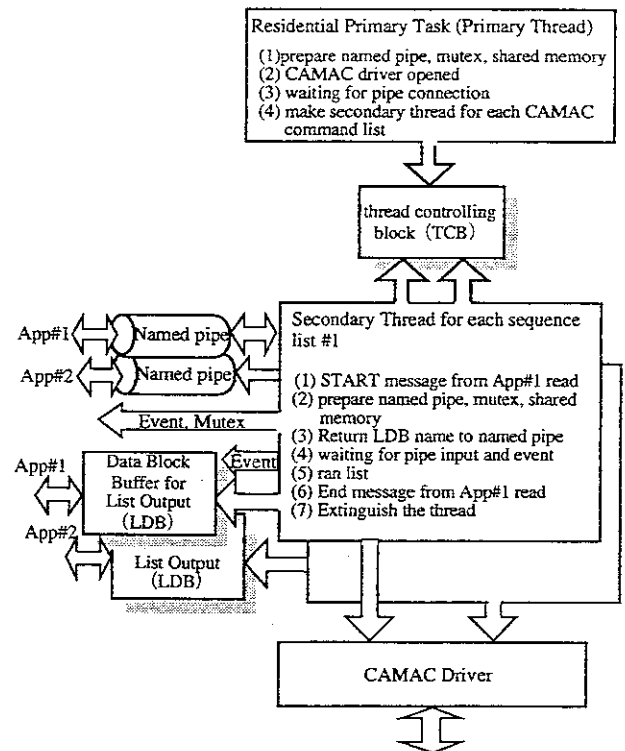 Residential Primary Task (Primary Thread)
(1)prepare named pipe, mutex, shared memory
(2) CAMAC driver opened
(3) waiting for pipe connection
(4) make secondary thread for each CAMAC
command list
thread controlling
block (TCB)
App#1
Named pipe
App#2
Named pipe
Event, Mutex
Secondary Thread for each sequence
list #1
(1) START message from App#1 read
(2) prepare named pipe, mutex, shared
memory
(3) Return LDB name to named pipe
(4) waiting for pipe input and event
(5) ran list
(6) End message from App#1 read
(7) Extinguish the thread
Event
App#1
Data Block
Buffer for
List Output
(LDB)
App#2
List Output
(LDB)
CAMAC Driver